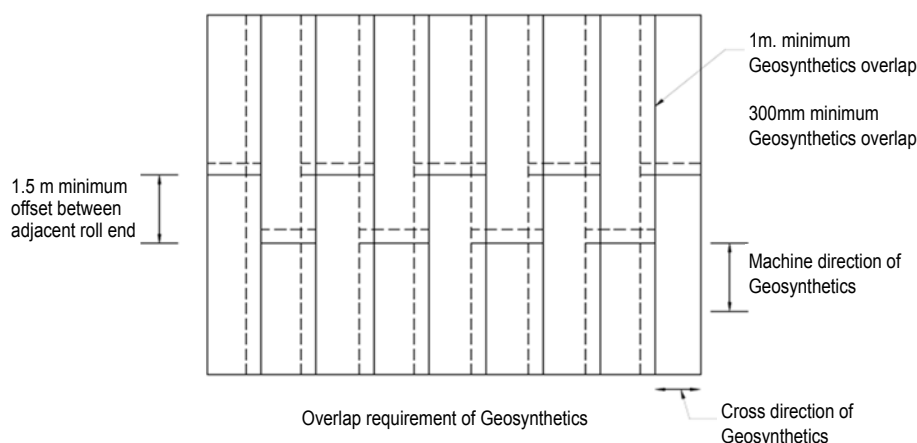 1m. minimum
Geosynthetics overlap
300mm minimum
Geosynthetics overlap
1.5 m minimum
offset between
adjacent roll end
Machine direction of
Geosynthetics
Overlap requirement of Geosynthetics
Cross direction of
Geosynthetics